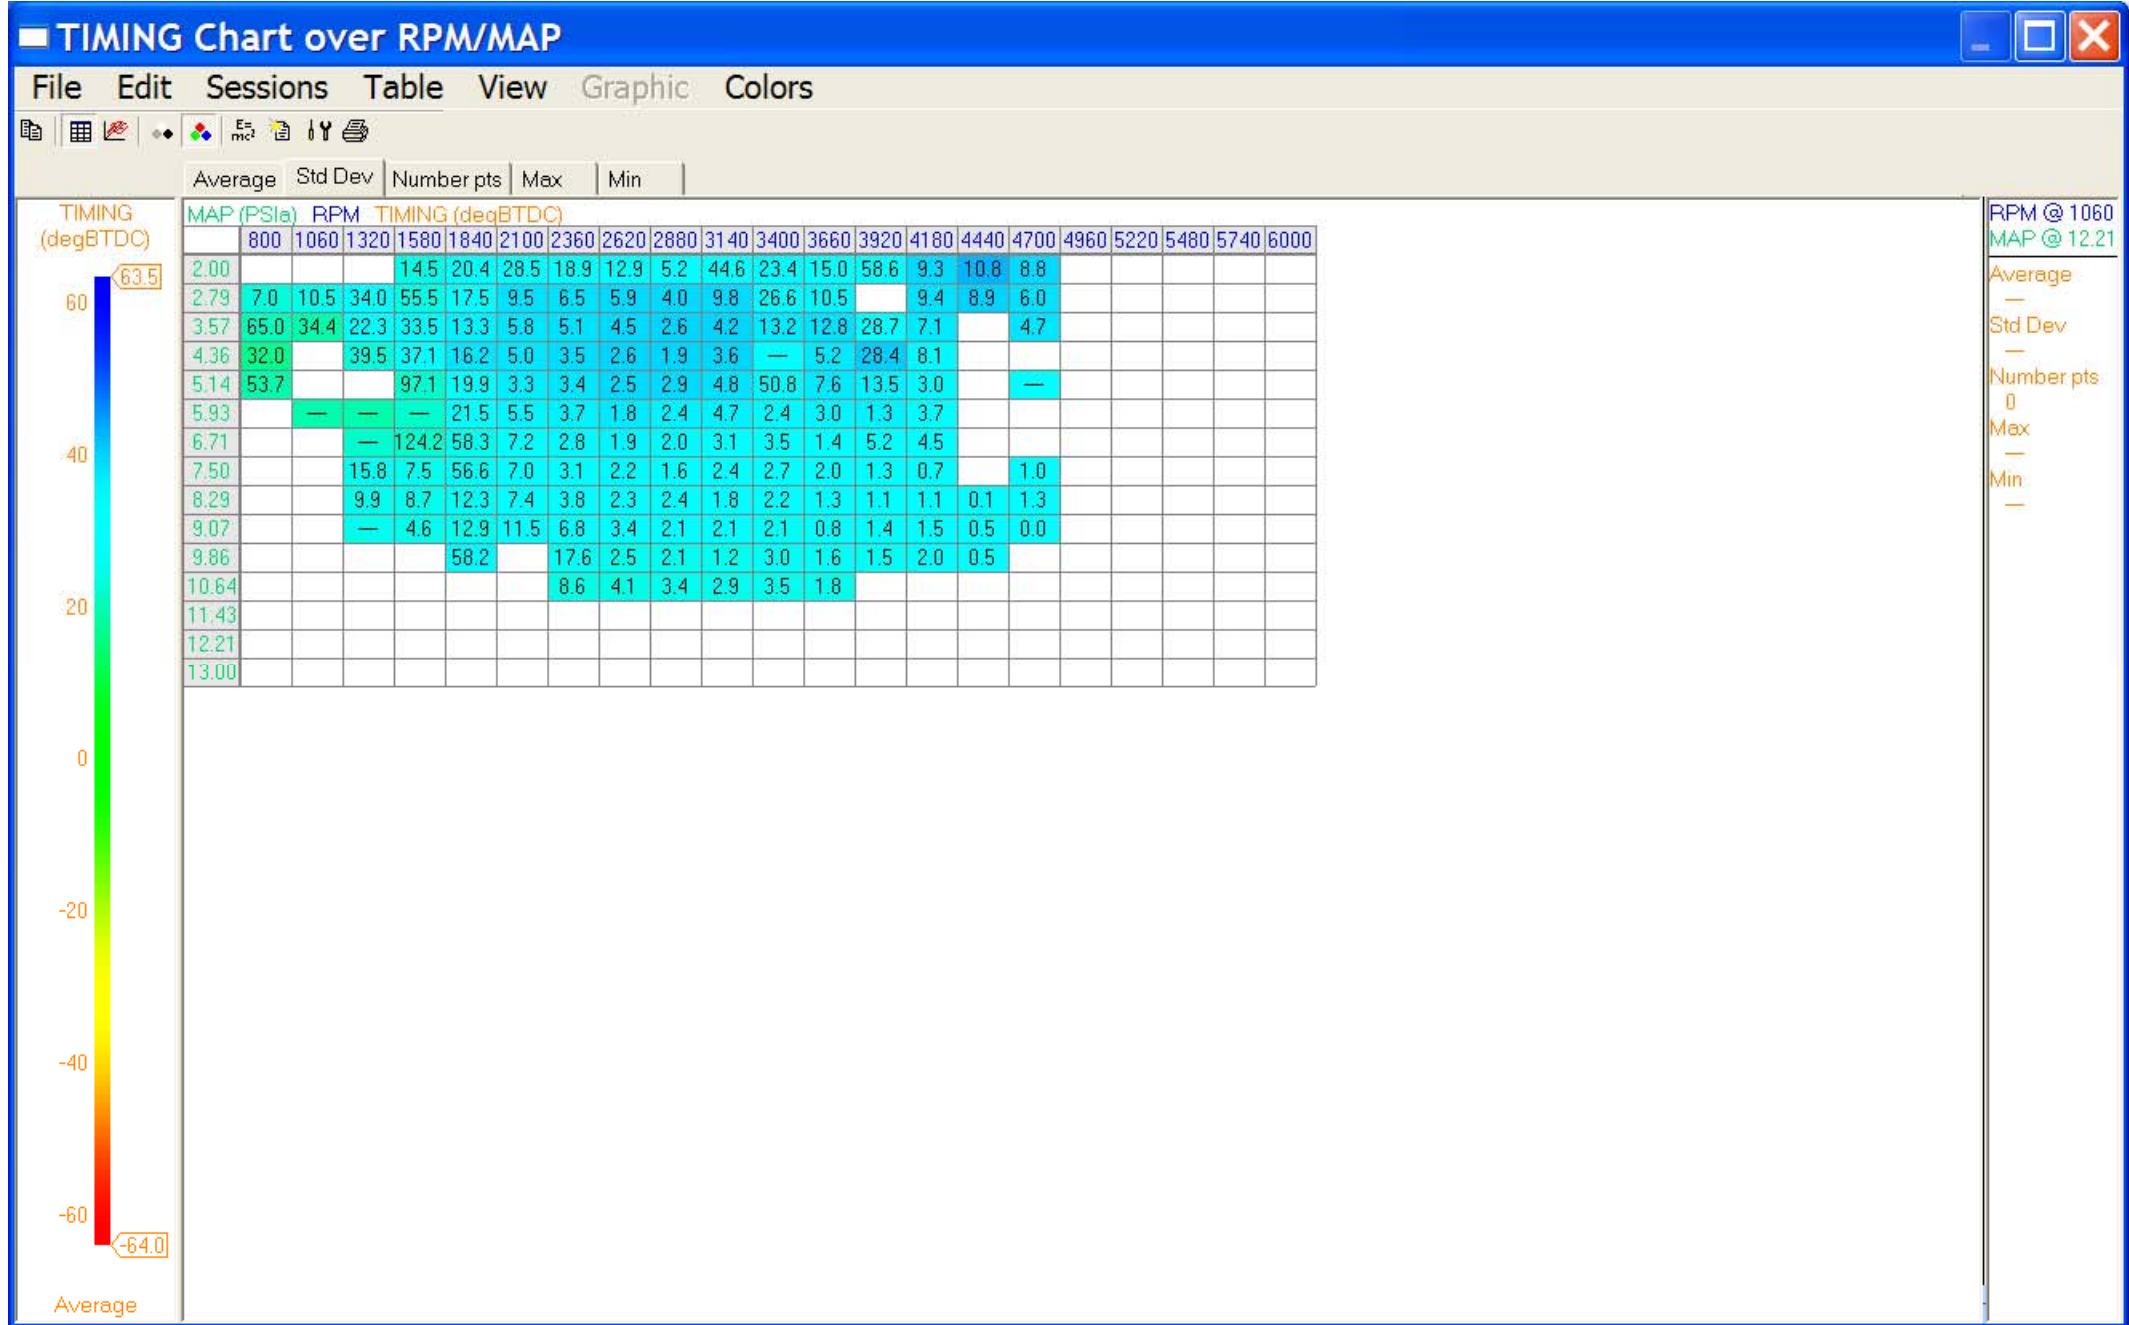 TIMING Chart over RPM/MAP
File Edit Sessions Table View Graphic Colors
E= mc²
Average Std Dev Number pts Max Min
TIMING
(degBTDC)
63.5
60
40
20
0
-20
-40
-60
-64.0
Average
MAP (PSIa) RPM TIMING (degBTDC)
800 1060 1320 1580 1840 2100 2360 2620 2880 3140 3400 3660 3920 4180 4440 4700 4960 5220 5480 5740 6000
2.00 14.5 20.4 28.5 18.9 12.9 5.2 44.6 23.4 15.0 58.6 9.3 10.8 8.8
2.79 7.0 10.5 34.0 55.5 17.5 9.5 6.5 5.9 4.0 9.8 26.6 10.5 9.4 8.9 6.0
3.57 65.0 34.4 22.3 33.5 13.3 5.8 5.1 4.5 2.6 4.2 13.2 12.8 28.7 7.1 4.7
4.36 32.0 39.5 37.1 16.2 5.0 3.5 2.6 1.9 3.6 — 5.2 28.4 8.1
5.14 53.7 97.1 19.9 3.3 3.4 2.5 2.9 4.8 50.8 7.6 13.5 3.0 —
5.93 — — — 21.5 5.5 3.7 1.8 2.4 4.7 2.4 3.0 1.3 3.7
6.71 — 124.2 58.3 7.2 2.8 1.9 2.0 3.1 3.5 1.4 5.2 4.5
7.50 15.8 7.5 56.6 7.0 3.1 2.2 1.6 2.4 2.7 2.0 1.3 0.7 1.0
8.29 9.9 8.7 12.3 7.4 3.8 2.3 2.4 1.8 2.2 1.3 1.1 1.1 0.1 1.3
9.07 — 4.6 12.9 11.5 6.8 3.4 2.1 2.1 2.1 0.8 1.4 1.5 0.5 0.0
9.86 58.2 17.6 2.5 2.1 1.2 3.0 1.6 1.5 2.0 0.5
10.64 8.6 4.1 3.4 2.9 3.5 1.8
11.43
12.21
13.00
RPM @ 1060
MAP @ 12.21
Average
—
Std Dev
—
Number pts
0
Max
—
Min
—